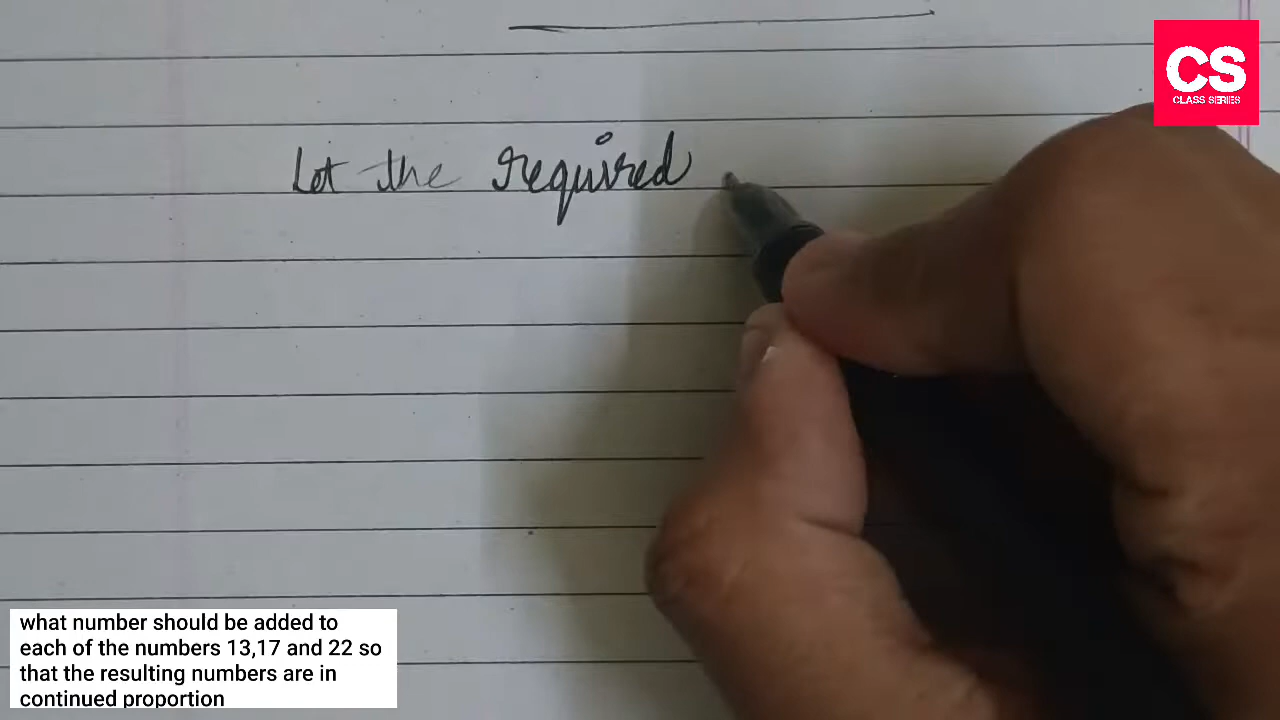 CS
CLASS SERIES
Let the required
what number should be added to
each of the numbers 13,17 and 22 so
that the resulting numbers are in
continued proportion